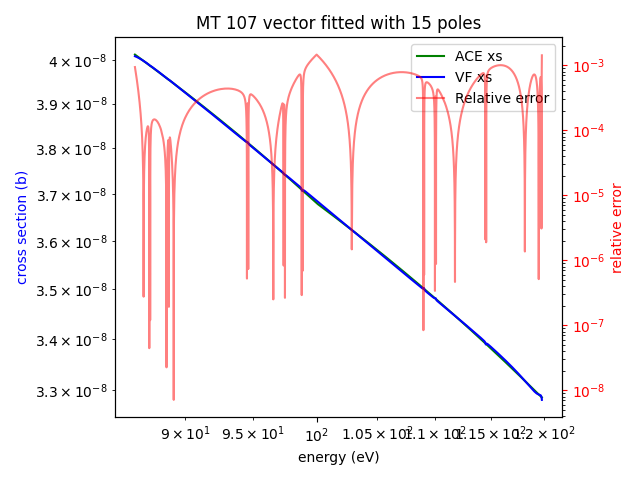 MT 107 vector fitted with 15 poles
ACE xs
VF xs
Relative error
4 × 10⁻⁸
3.9 × 10⁻⁸
3.8 × 10⁻⁸
3.7 × 10⁻⁸
3.6 × 10⁻⁸
3.5 × 10⁻⁸
3.4 × 10⁻⁸
3.3 × 10⁻⁸
cross section (b)
10⁻³
10⁻⁴
10⁻⁵
10⁻⁶
10⁻⁷
10⁻⁸
relative error
9 × 10¹ 9.5 × 10¹ 10² 1.05 × 10² 1.1 × 10² 1.15 × 10² 1.2 × 10²
energy (eV)